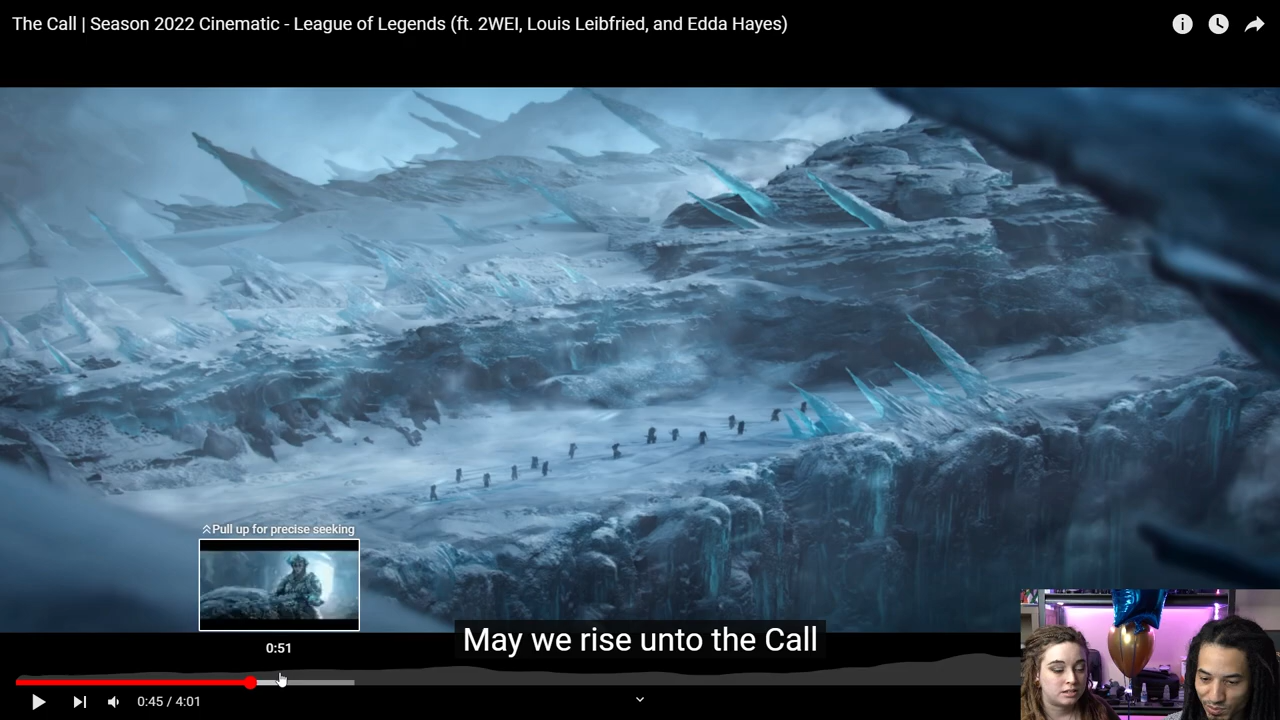 The Call | Season 2022 Cinematic - League of Legends (ft. 2WEI, Louis Leibfried, and Edda Hayes)
Pull up for precise seeking
0:51
May we rise unto the Call
0:45 / 4:01